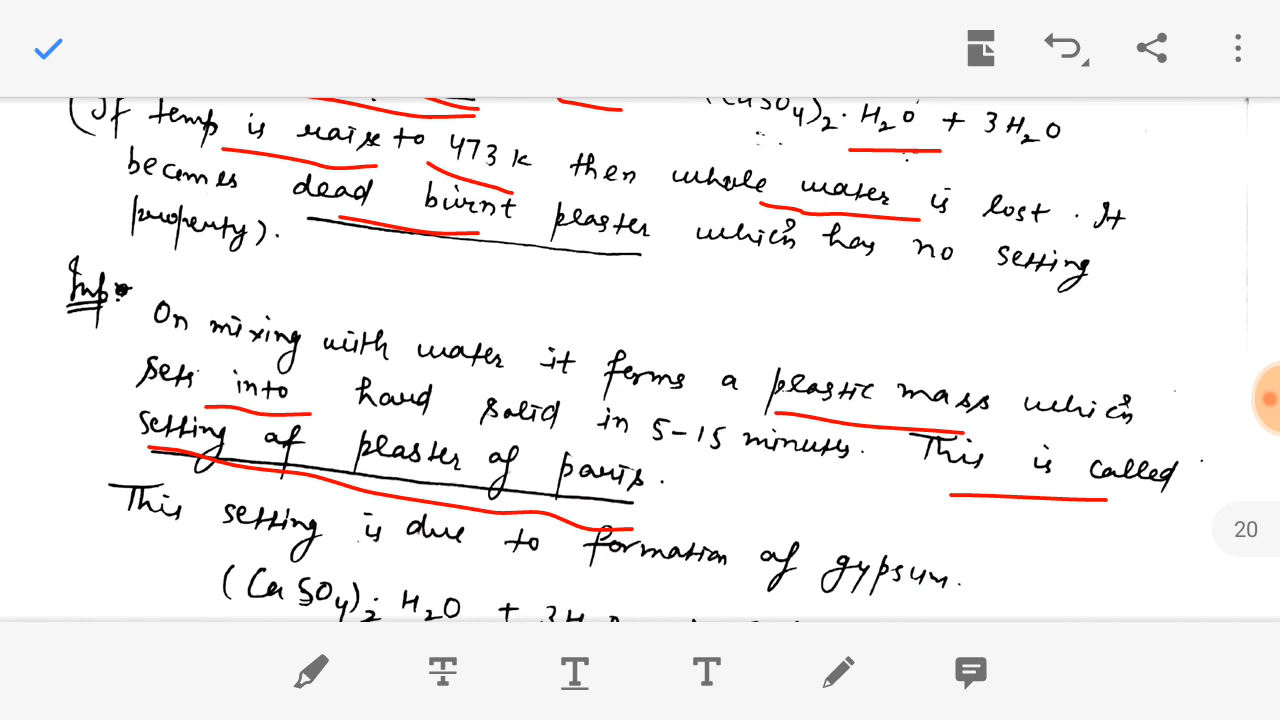 (CaSO4)2. H2O + 3H2O
(If temp is raise to 473 k then whole water is lost. It
becomes dead burnt plaster which has no setting
property).
Imp:
On mixing with water it forms a plastic mass which
sets into hard solid in 5-15 minutes. This is called
setting of plaster of paris.
This setting is due to formation of gypsum.
(CaSO4)2. H2O + 3H2O
20
T
T
T